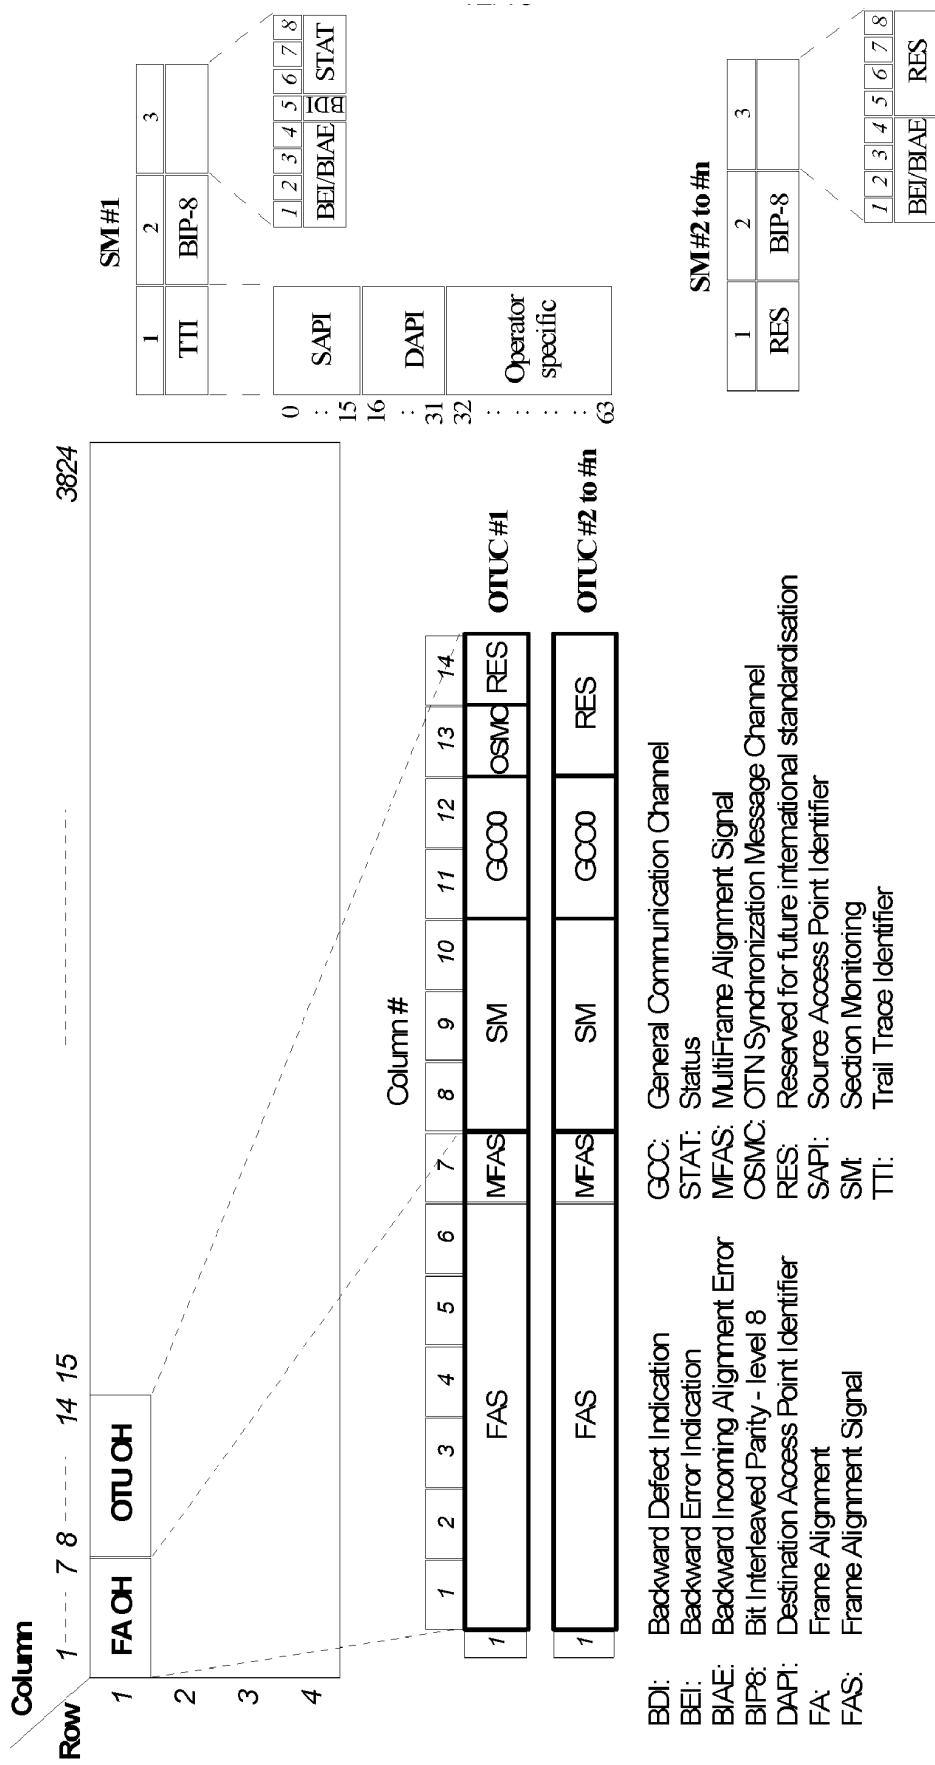 Column
Row 1 7 8 14 15 3824
1 FA OH OTU OH
2
3
4
Column #
1 2 3 4 5 6 7 8 9 10 11 12 13 14
1 FAS MFAS SM GCC0 OSMC RES OTUC #1
1 FAS MFAS SM GCC0 RES OTUC #2 to #n
SM #1
1 2 3
TTI BIP-8
1 2 3 4 5 6 7 8
BEI/BIAE BDI STAT
0
:
15
SAPI
16
:
31
DAPI
32
:
:
:
:
63
Operator
specific
SM #2 to #n
1 2 3
RES BIP-8
1 2 3 4 5 6 7 8
BEI/BIAE RES
BDI: Backward Defect Indication
BEI: Backward Error Indication
BIAE: Backward Incoming Alignment Error
BIP8: Bit Interleaved Parity - level 8
DAPI: Destination Access Point Identifier
FA: Frame Alignment
FAS: Frame Alignment Signal
GCC: General Communication Channel
STAT: Status
MFAS: MultiFrame Alignment Signal
OSMC: OTN Synchronization Message Channel
RES: Reserved for future international standardisation
SAPI: Source Access Point Identifier
SM: Section Monitoring
TTI: Trail Trace Identifier